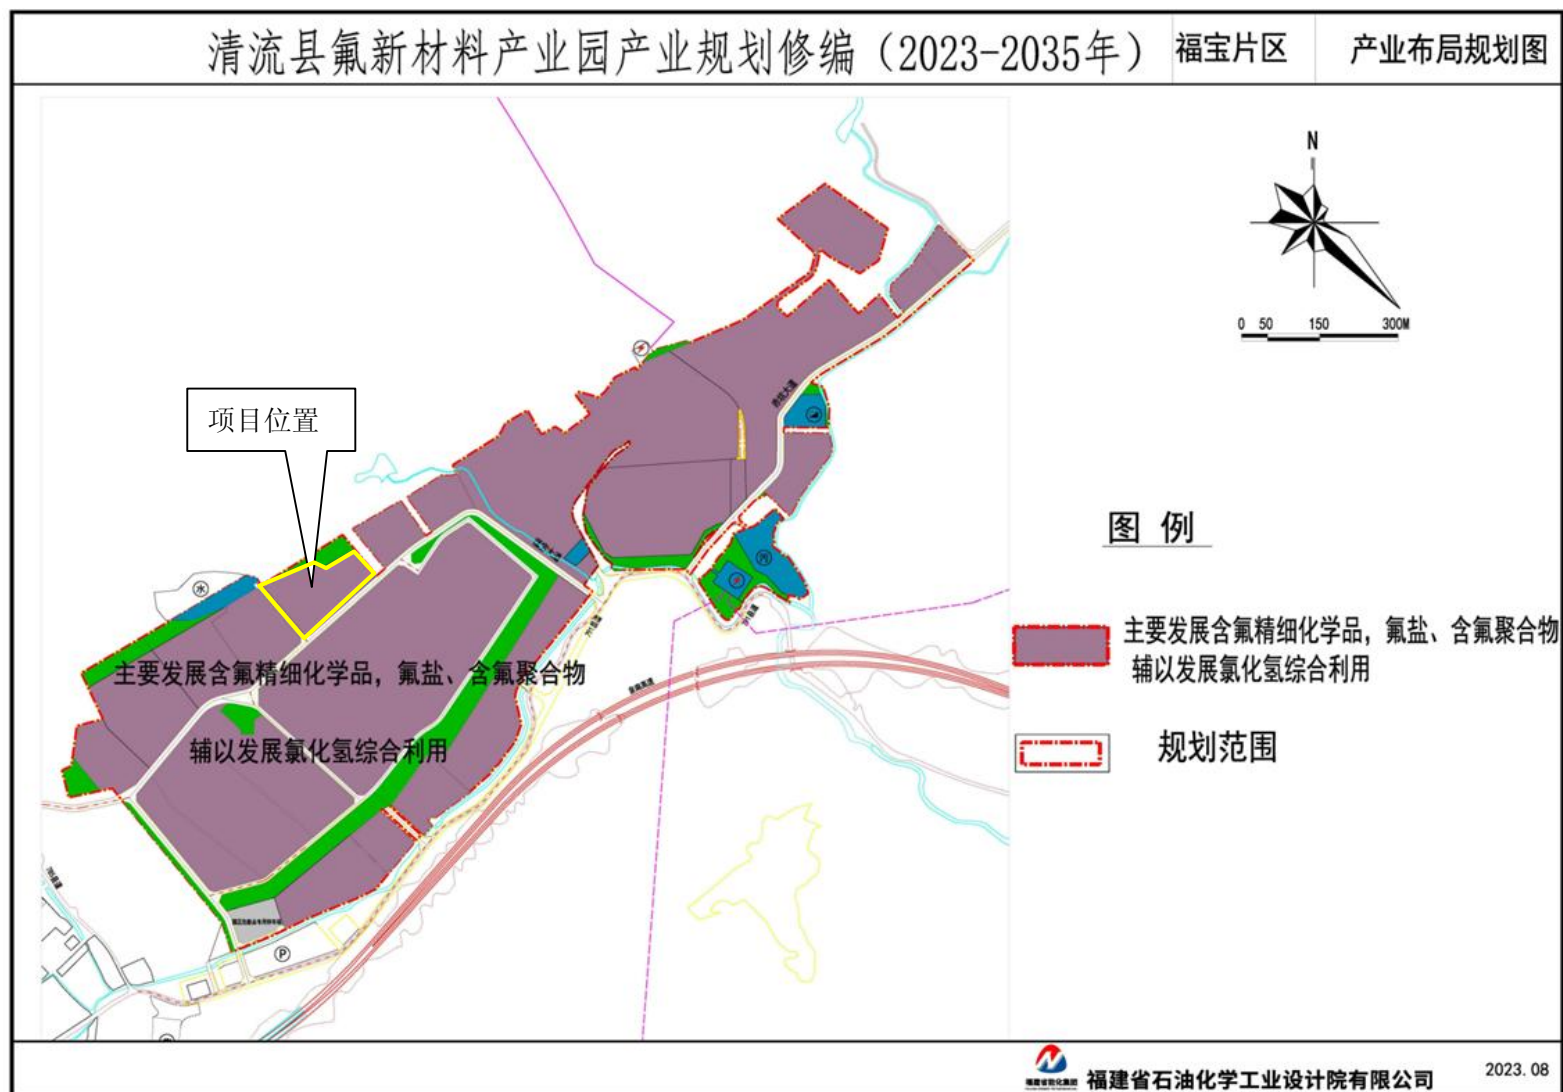 清流县氟新材料产业园产业规划修编（2023-2035年）
福宝片区
产业布局规划图
N
0 50 150 300M
项目位置
水
污
主要发展含氟精细化学品，氟盐、含氟聚合物
辅以发展氯化氢综合利用
P
图 例
主要发展含氟精细化学品，氟盐、含氟聚合物
辅以发展氯化氢综合利用
规划范围
福建省石油化学工业设计院有限公司
2023.08